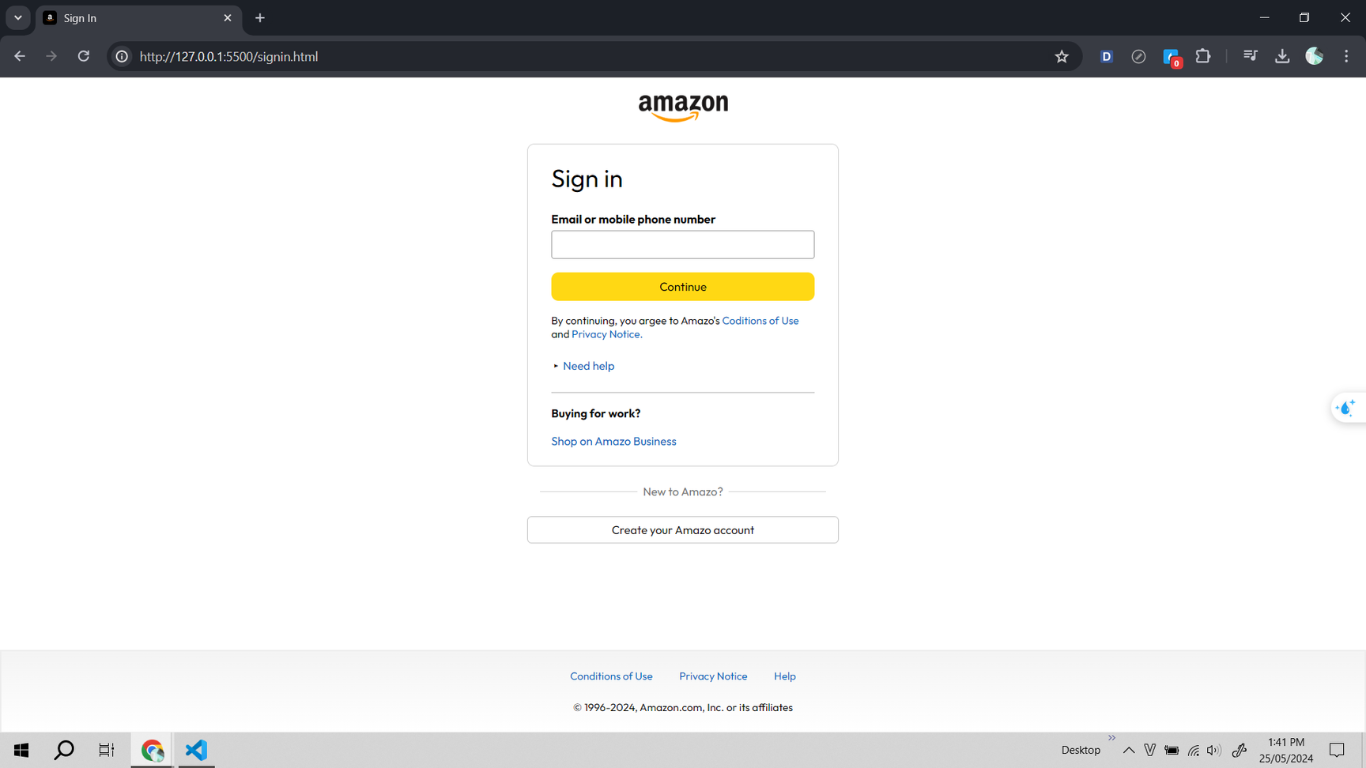 Sign In
http://127.0.0.1:5500/signin.html
D
0
amazon
Sign in
Email or mobile phone number
Continue
By continuing, you argee to Amazo's Coditions of Use
and Privacy Notice.
Need help
Buying for work?
Shop on Amazo Business
New to Amazo?
Create your Amazo account
Conditions of Use Privacy Notice Help
© 1996-2024, Amazon.com, Inc. or its affiliates
Desktop
1:41 PM
25/05/2024